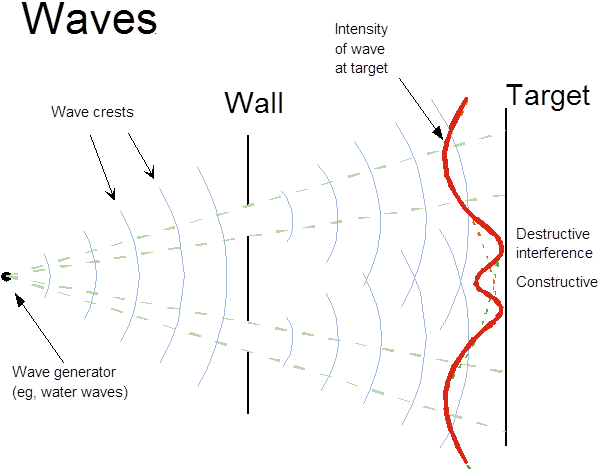 Waves
Intensity
of wave
at target
Wave crests
Wall
Target
Destructive
interference
Constructive
Wave generator
(eg, water waves)